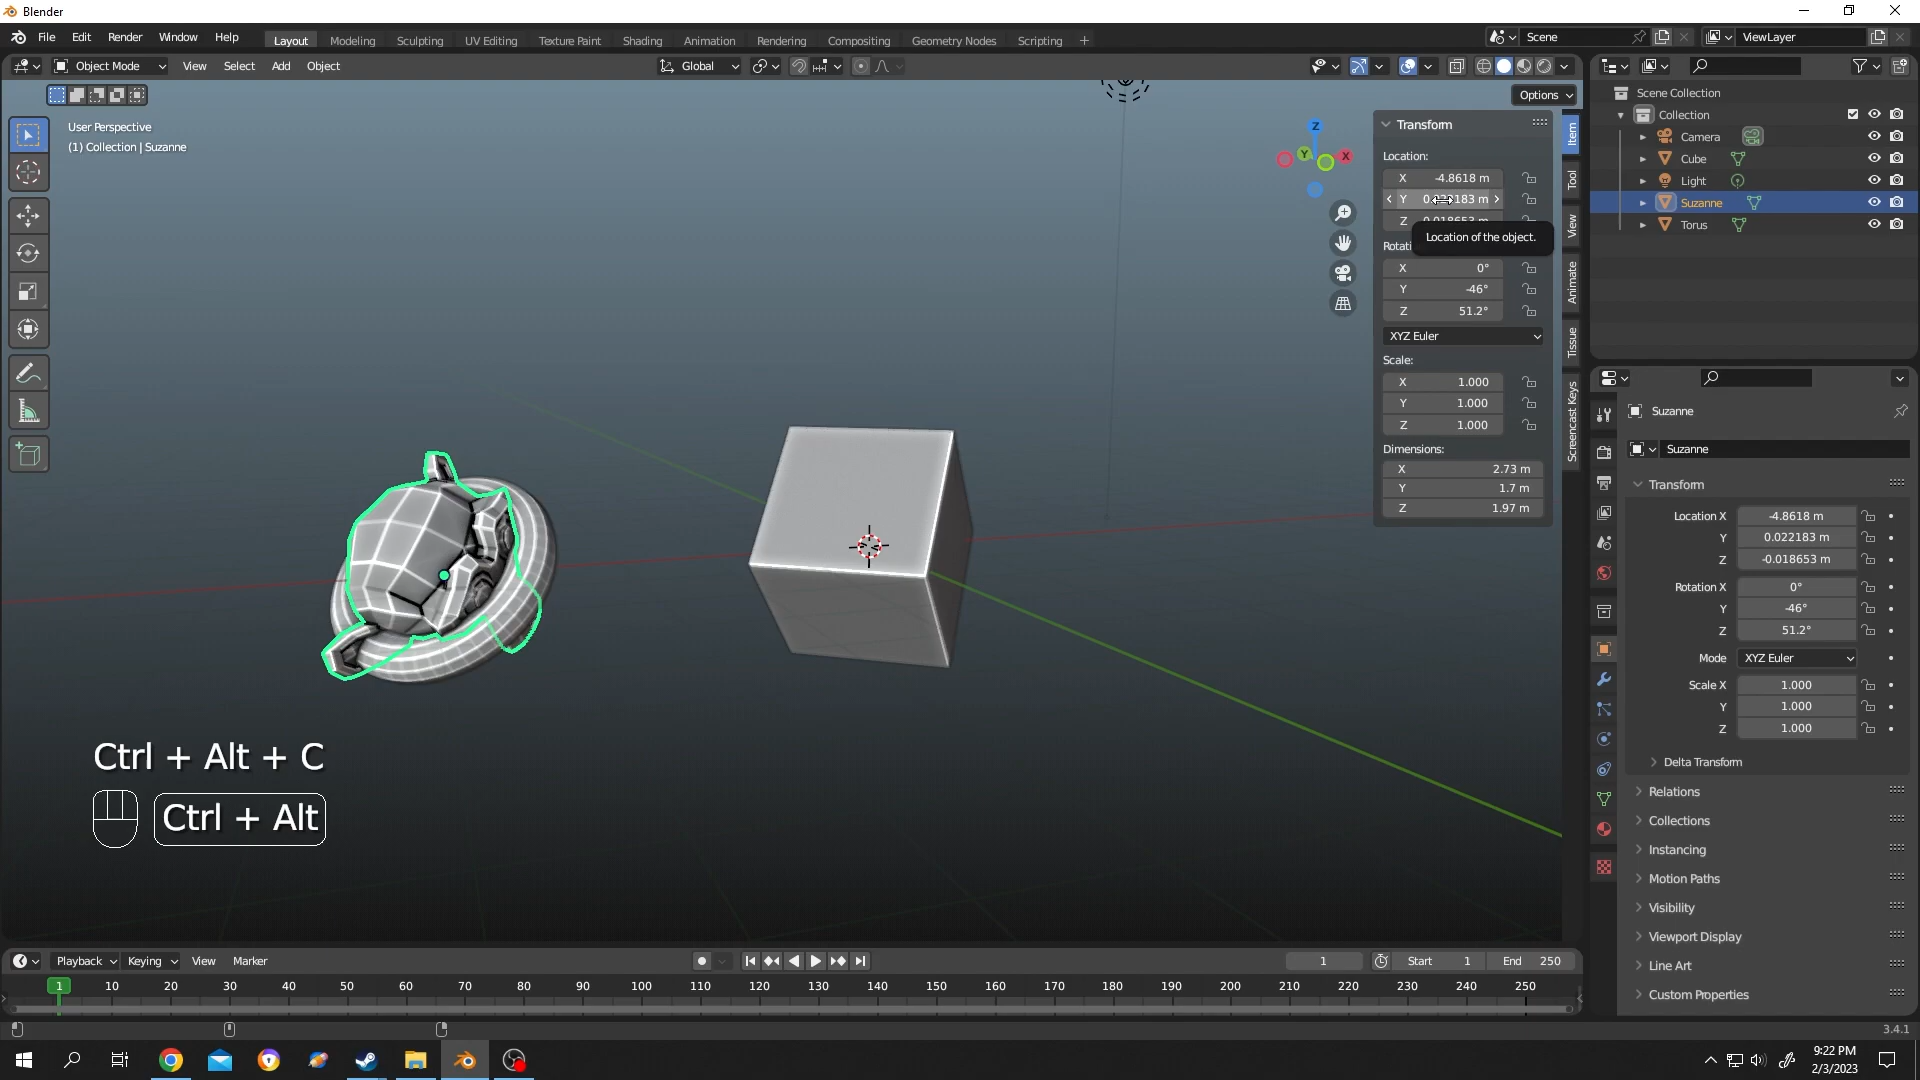 Blender
File Edit Render Window Help
Layout Modeling Sculpting UV Editing Texture Paint Shading Animation Rendering Compositing Geometry Nodes Scripting +
Scene
ViewLayer
Object Mode View Select Add Object
Global
Options
User Perspective
(1) Collection | Suzanne
Z
Y
X
Transform
Location:
X -4.8618 m
Y
Z
Location of the object.
X 0°
Y -46°
Z 51.2°
XYZ Euler
Scale:
X 1.000
Y 1.000
Z 1.000
Dimensions:
X 2.73 m
Y 1.7 m
Z 1.97 m
Item
Tool
View
Animate
Tissue
Screencast Keys
Scene Collection
Collection
Camera
Cube
Light
Suzanne
Torus
Suzanne
Suzanne
Transform
Location X -4.8618 m
Y 0.022183 m
Z -0.018653 m
Rotation X 0°
Y -46°
Z 51.2°
Mode XYZ Euler
Scale X 1.000
Y 1.000
Z 1.000
Delta Transform
Relations
Collections
Instancing
Motion Paths
Visibility
Viewport Display
Line Art
Custom Properties
Ctrl + Alt + C
Ctrl + Alt
Playback Keying View Marker
1 Start 1 End 250
1 10 20 30 40 50 60 70 80 90 100 110 120 130 140 150 160 170 180 190 200 210 220 230 240 250
3.4.1
9:22 PM
2/3/2023